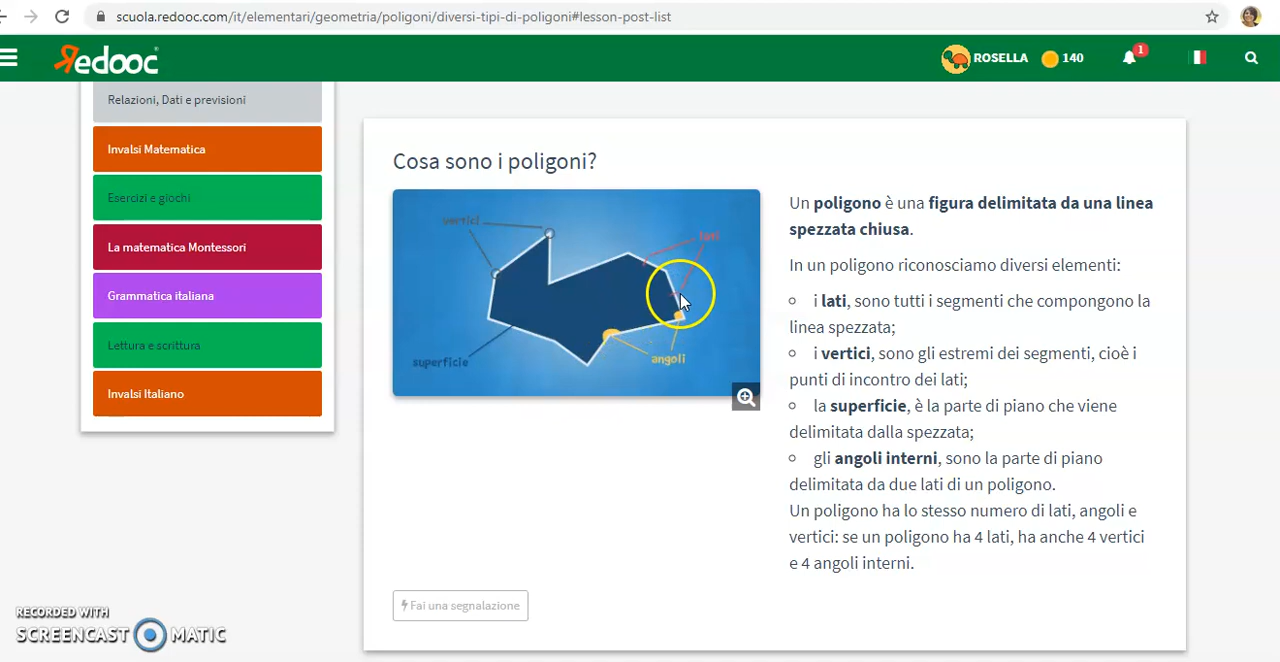 scuola.redooc.com/it/elementari/geometria/poligoni/diversi-tipi-di-poligoni#lesson-post-list
Redooc
ROSELLA
140
1
Relazioni, Dati e previsioni
Invalsi Matematica
Esercizi e giochi
La matematica Montessori
Grammatica italiana
Lettura e scrittura
Invalsi Italiano
Cosa sono i poligoni?
vertici
lati
superficie
angoli
Un poligono è una figura delimitata da una linea
spezzata chiusa.
In un poligono riconosciamo diversi elementi:
i lati, sono tutti i segmenti che compongono la
linea spezzata;
i vertici, sono gli estremi dei segmenti, cioè i
punti di incontro dei lati;
la superficie, è la parte di piano che viene
delimitata dalla spezzata;
gli angoli interni, sono la parte di piano
delimitata da due lati di un poligono.
Un poligono ha lo stesso numero di lati, angoli e
vertici: se un poligono ha 4 lati, ha anche 4 vertici
e 4 angoli interni.
Fai una segnalazione
RECORDED WITH
SCREENCAST MATIC